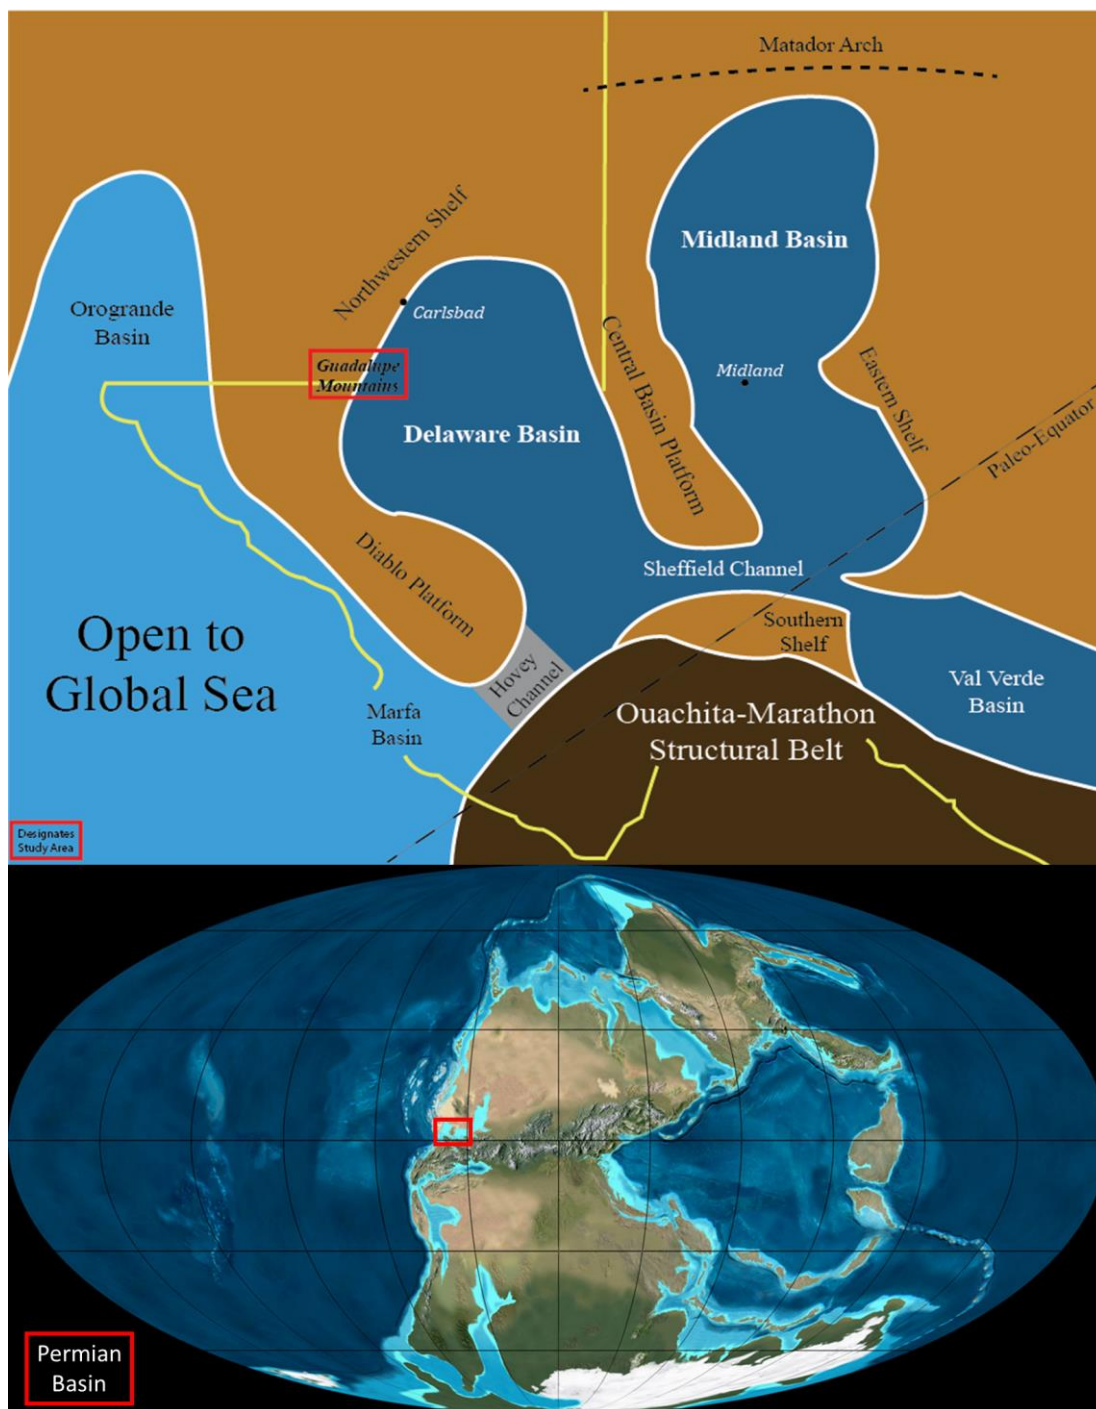 Matador Arch
Northwestern Shelf
Midland Basin
Orogrande
Basin
Carlsbad
Guadalupe
Mountains
Central Basin Platform
Midland
Eastern Shelf
Delaware Basin
Paleo-Equator
Diablo Platform
Sheffield Channel
Open to
Global Sea
Southern
Shelf
Hovey
Channel
Val Verde
Basin
Marfa
Basin
Ouachita-Marathon
Structural Belt
Designates
Study Area
Permian
Basin